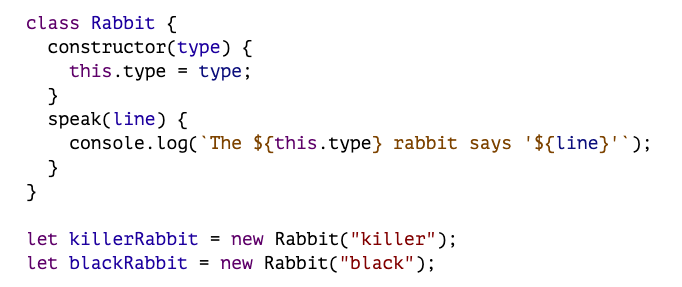 class Rabbit {
  constructor(type) {
    this.type = type;
  }
  speak(line) {
    console.log(`The ${this.type} rabbit says '${line}'`);
  }
}

let killerRabbit = new Rabbit("killer");
let blackRabbit = new Rabbit("black");